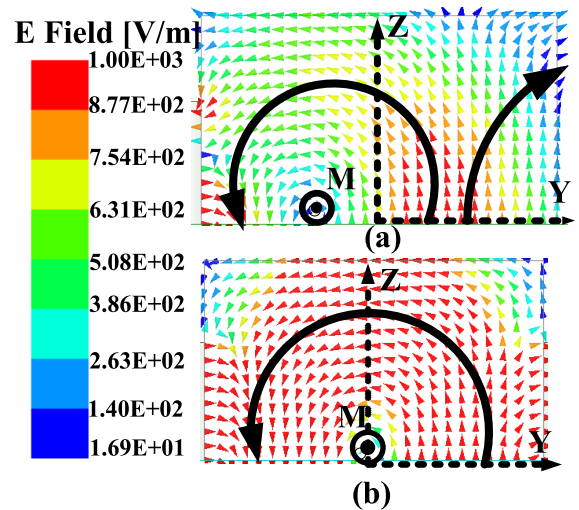 E Field [V/m]
1.00E+03
8.77E+02
7.54E+02
6.31E+02
5.08E+02
3.86E+02
2.63E+02
1.40E+02
1.69E+01
Z
M
Y
(a)
Z
M
Y
(b)